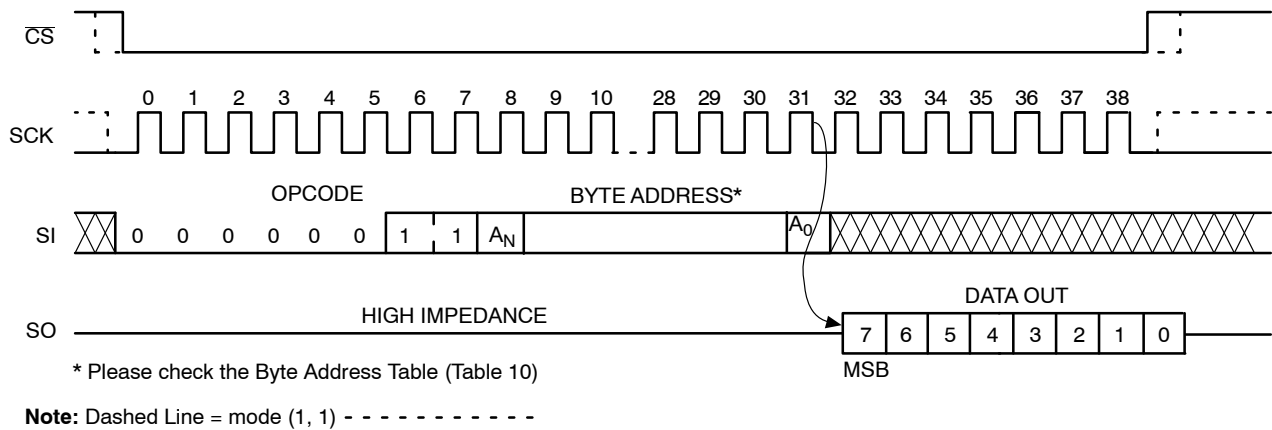 CS
0 1 2 3 4 5 6 7 8 9 10 28 29 30 31 32 33 34 35 36 37 38
SCK
OPCODE BYTE ADDRESS*
SI 0 0 0 0 0 0 1 1 AN A0
DATA OUT
SO HIGH IMPEDANCE 7 6 5 4 3 2 1 0
* Please check the Byte Address Table (Table 10) MSB
Note: Dashed Line = mode (1, 1) - - - - - - - - - - - -